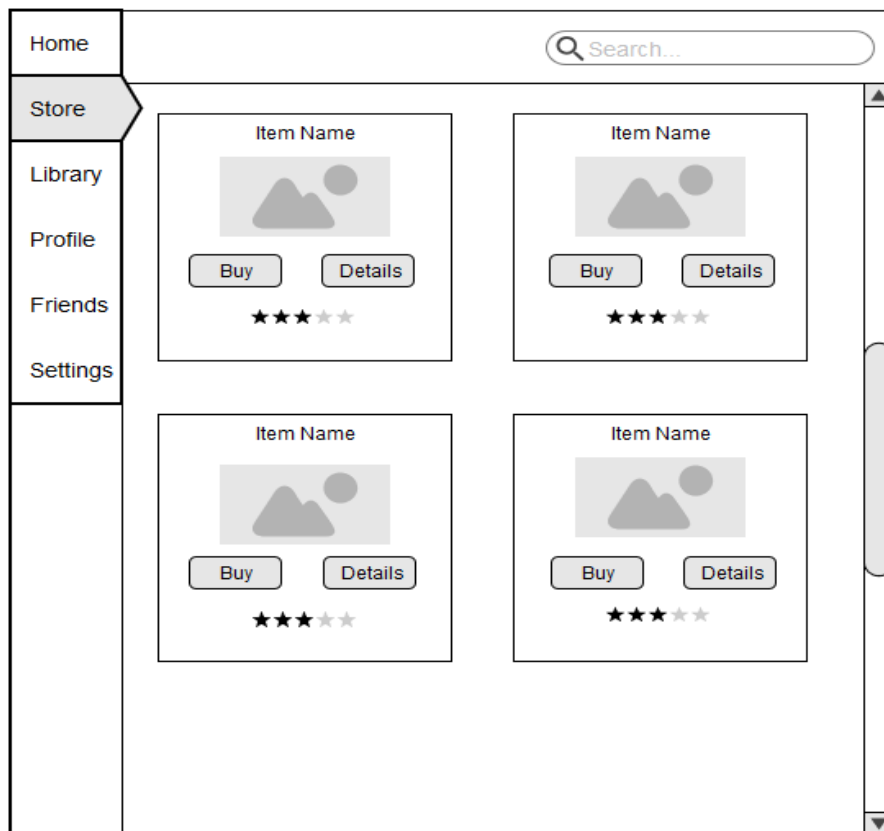 Home
Search...
Store
Library
Profile
Friends
Settings
Item Name
Buy Details
Item Name
Buy Details
Item Name
Buy Details
Item Name
Buy Details